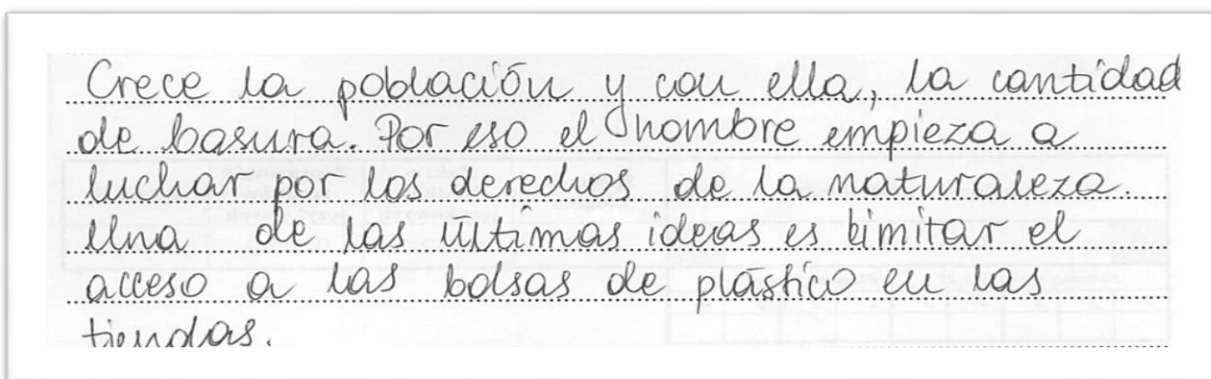 Crece la población y con ella, la cantidad
de basura. Por eso el hombre empieza a
luchar por los derechos de la naturaleza.
Una de las últimas ideas es limitar el
acceso a las bolsas de plástico en las
tiendas.